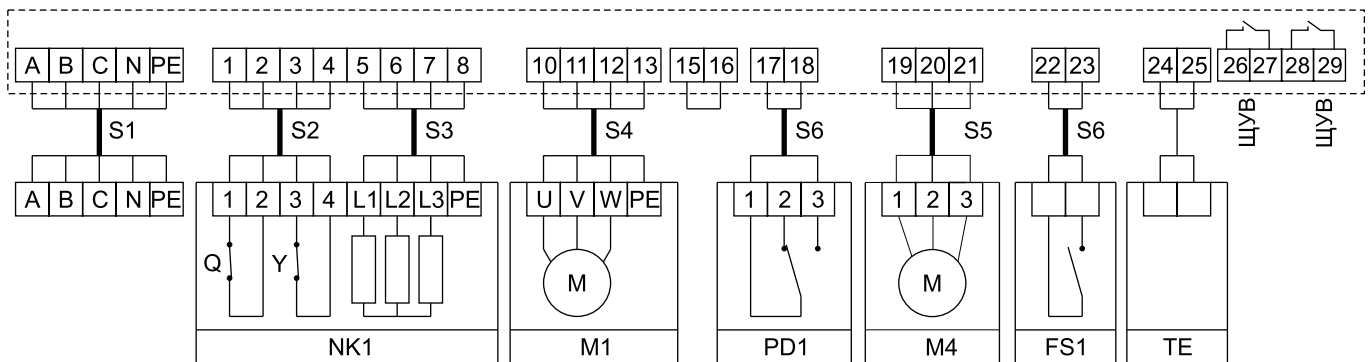 A B C N PE 1 2 3 4 5 6 7 8 10 11 12 13 15 16 17 18 19 20 21 22 23 24 25 26 27 28 29
S1 S2 S3 S4 S6 S5 S6 ЩУВ ЩУВ
A B C N PE 1 2 3 4 L1 L2 L3 PE U V W PE 1 2 3 1 2 3
Q Y M M
NK1 M1 PD1 M4 FS1 TE